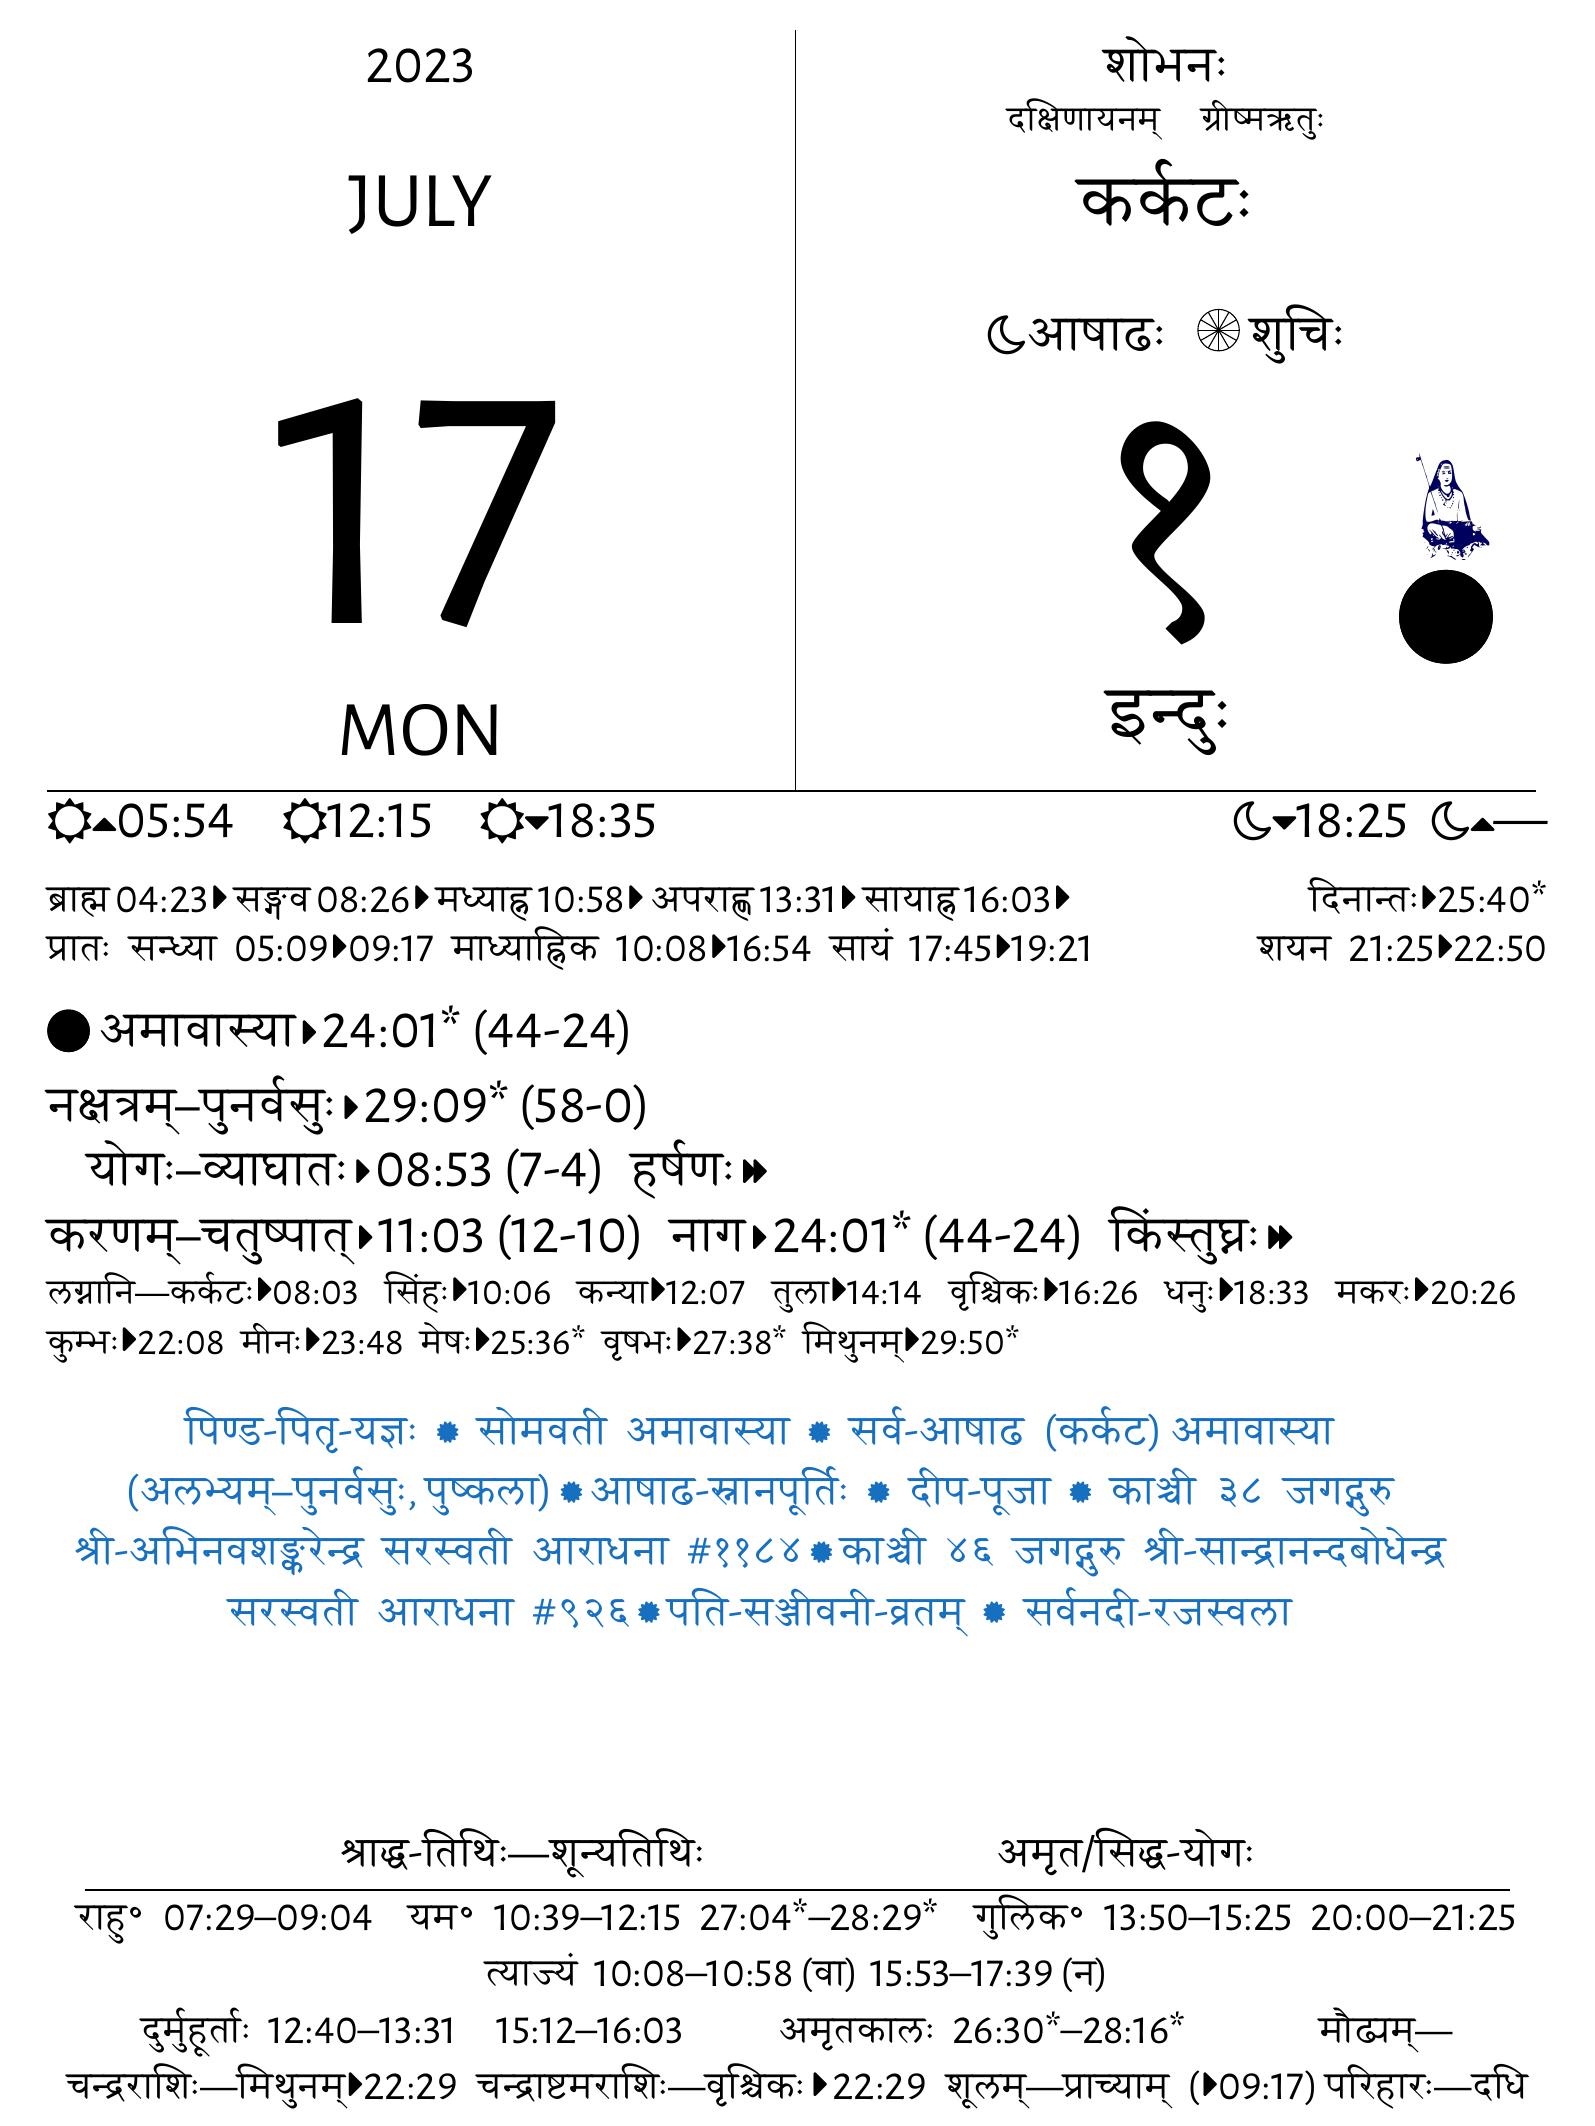 2023
JULY
17
MON
शोभनः
दक्षिणायनम् ग्रीष्मऋतुः
कर्कटः
आषाढः शुचिः
१
इन्दुः
05:54 12:15 18:35 18:25 —
ब्राह्म 04:23 सङ्गव 08:26 मध्याह्न 10:58 अपराह्ण 13:31 सायाह्न 16:03 दिनान्तः 25:40*
प्रातः सन्ध्या 05:09 09:17 माध्याह्निक 10:08 16:54 सायं 17:45 19:21 शयन 21:25 22:50
अमावास्या 24:01* (44-24)
नक्षत्रम्–पुनर्वसुः 29:09* (58-0)
योगः–व्याघातः 08:53 (7-4) हर्षणः
करणम्–चतुष्पात् 11:03 (12-10) नाग 24:01* (44-24) किंस्तुघ्नः
लग्नानि—कर्कटः 08:03 सिंहः 10:06 कन्या 12:07 तुला 14:14 वृश्चिकः 16:26 धनुः 18:33 मकरः 20:26
कुम्भः 22:08 मीनः 23:48 मेषः 25:36* वृषभः 27:38* मिथुनम् 29:50*
पिण्ड-पितृ-यज्ञः ✹ सोमवती अमावास्या ✹ सर्व-आषाढ (कर्कट) अमावास्या
(अलभ्यम्–पुनर्वसुः, पुष्कला) ✹ आषाढ-स्नानपूर्तिः ✹ दीप-पूजा ✹ काञ्ची ३८ जगद्गुरु
श्री-अभिनवशङ्करेन्द्र सरस्वती आराधना #११८४ ✹ काञ्ची ४६ जगद्गुरु श्री-सान्द्रानन्दबोधेन्द्र
सरस्वती आराधना #९२६ ✹ पति-सञ्जीवनी-व्रतम् ✹ सर्वनदी-रजस्वला
श्राद्ध-तिथिः—शून्यतिथिः अमृत/सिद्ध-योगः
राहु॰ 07:29–09:04 यम॰ 10:39–12:15 27:04*–28:29* गुलिक॰ 13:50–15:25 20:00–21:25
त्याज्यं 10:08–10:58 (वा) 15:53–17:39 (न)
दुर्मुहूर्ताः 12:40–13:31 15:12–16:03 अमृतकालः 26:30*–28:16* मौढ्यम्—
चन्द्रराशिः—मिथुनम् 22:29 चन्द्राष्टमराशिः—वृश्चिकः 22:29 शूलम्—प्राच्याम् (09:17) परिहारः—दधि